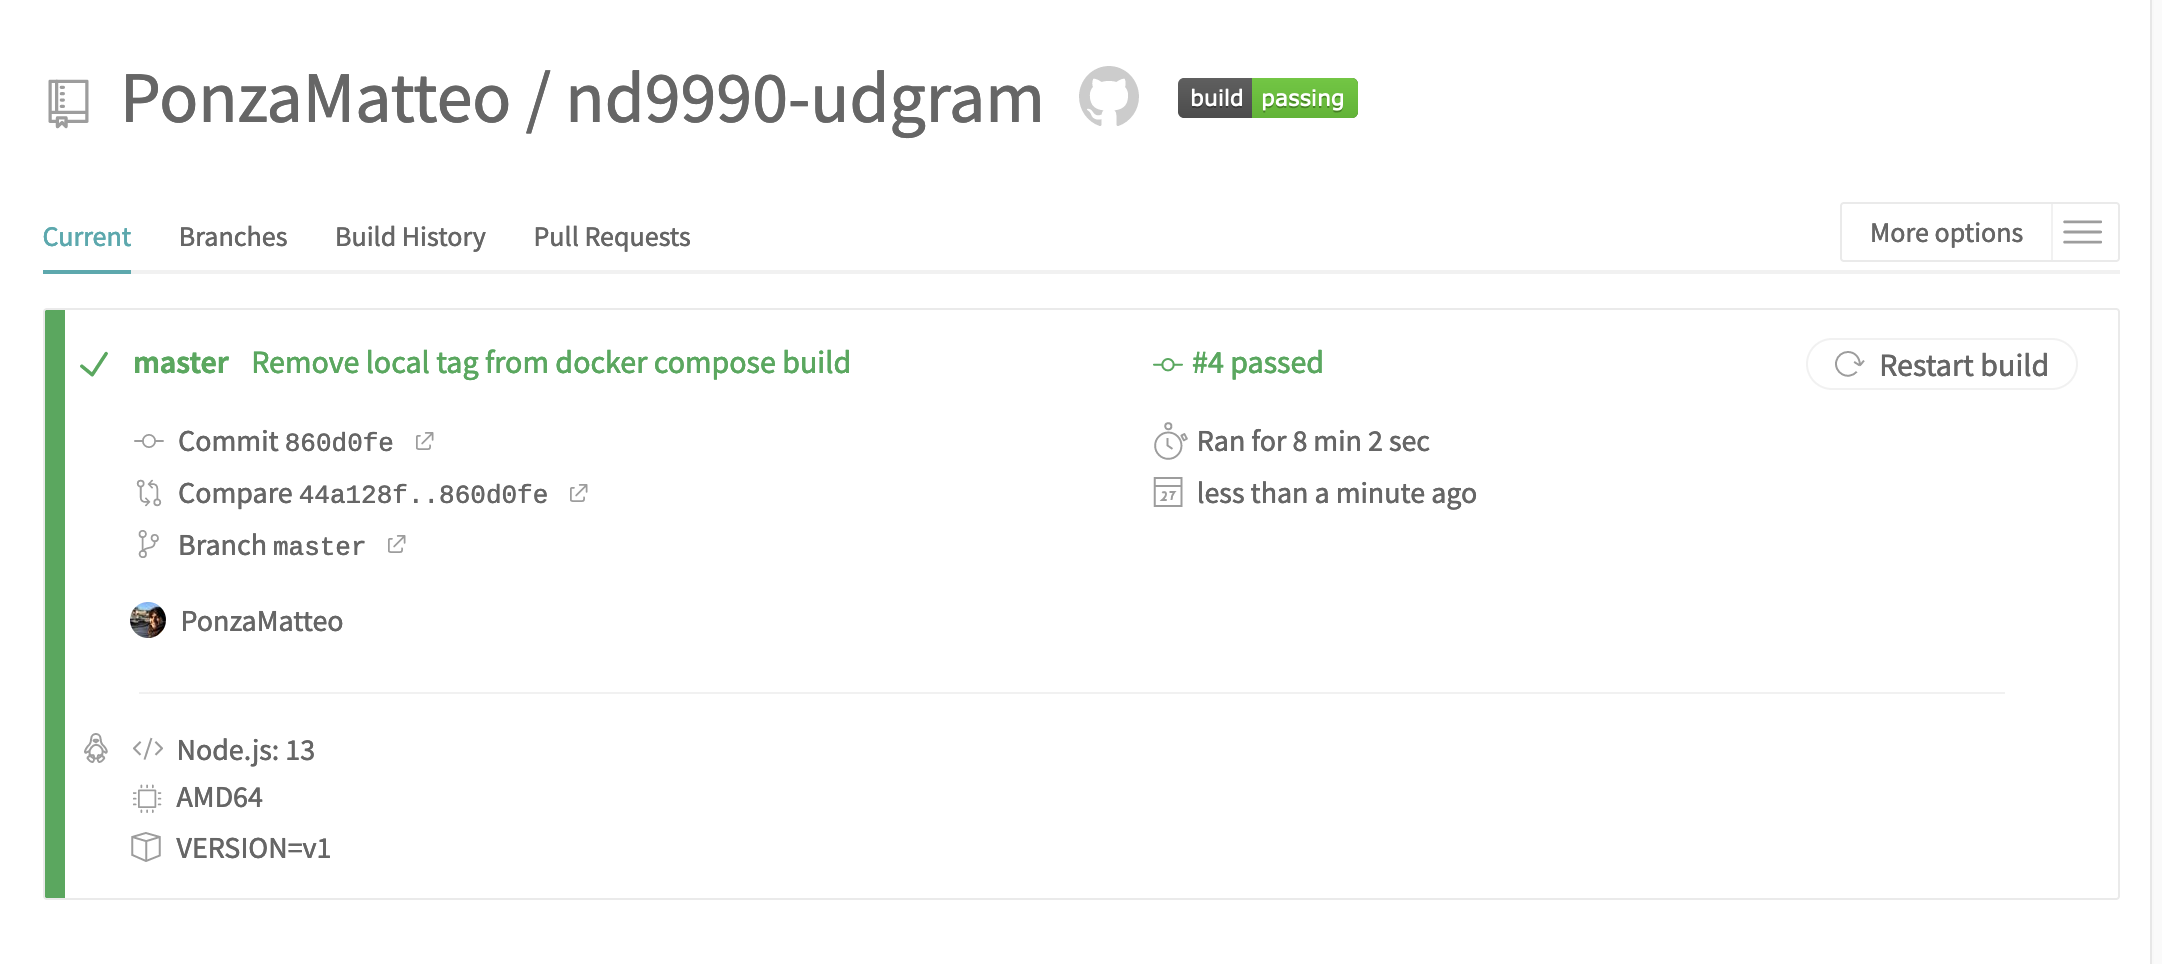 PonzaMatteo / nd9990-udgram build passing
Current Branches Build History Pull Requests More options
master Remove local tag from docker compose build
#4 passed
Restart build
Commit 860d0fe
Compare 44a128f..860d0fe
Branch master
Ran for 8 min 2 sec
27 less than a minute ago
PonzaMatteo
</> Node.js: 13
AMD64
VERSION=v1